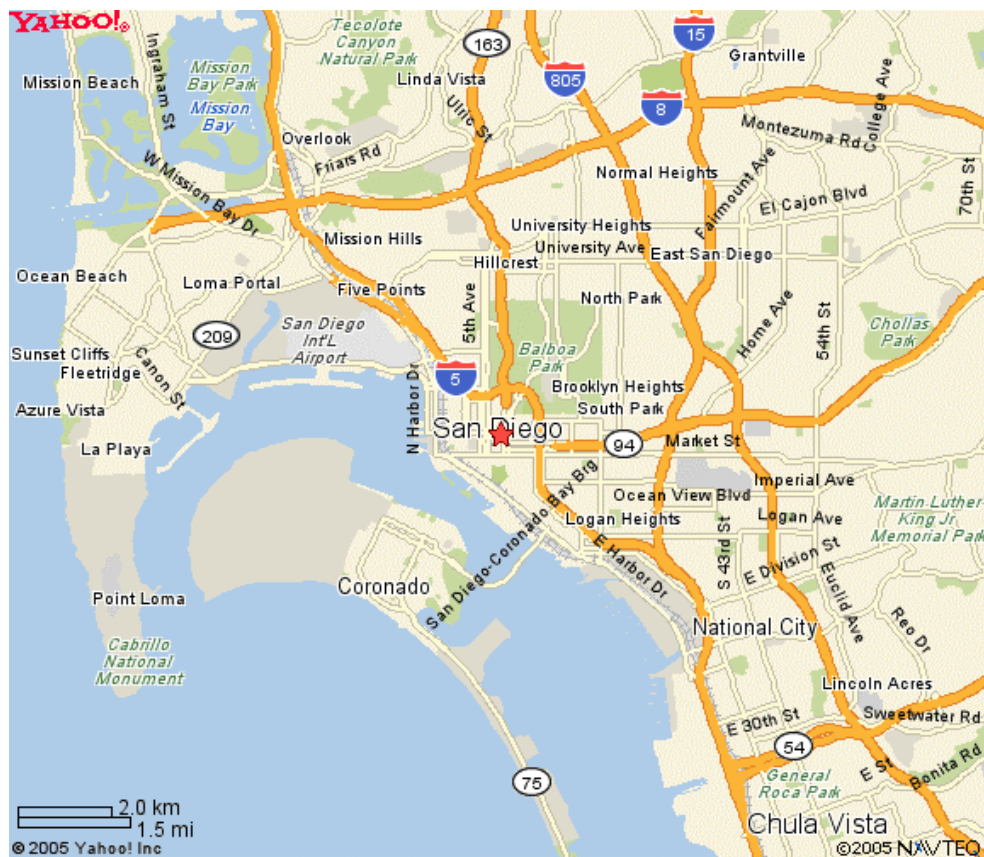 YAHOO!®
Tecolote
Canyon
Natural Park
163
15
Grantville
805
Mission Beach
Ingraham St
Mission
Bay Park
Mission
Bay
Linda Vista
Ulric St
8
College Ave
Montezuma Rd
Overlook
Friars Rd
W Mission Bay Dr
Normal Heights
Fairmount Ave
El Cajon Blvd
70th St
University Heights
University Ave
Mission Hills
East San Diego
Ocean Beach
Loma Portal
Hillcrest
Five Points
5th Ave
North Park
Home Ave
54th St
209
San Diego
Int'L
Airport
Chollas
Park
Sunset Cliffs
Fleetridge
Canon St
Balboa
Park
N Harbor Dr
5
Brooklyn Heights
South Park
Azure Vista
San Diego
94
Market St
La Playa
Imperial Ave
Ocean View Blvd
Martin Luther
King Jr
Memorial Park
Logan Heights
Logan Ave
San Diego-Coronado Bay Brg
E Harbor Dr
S 43rd St
E Division St
Euclid Ave
Coronado
Point Loma
National City
Reo Dr
Cabrillo
National
Monument
Lincoln Acres
E 30th St
Sweetwater Rd
54
75
General
Roca Park
E St
Bonita Rd
2.0 km
1.5 mi
Chula Vista
© 2005 Yahoo! Inc
©2005 NAVTEQ